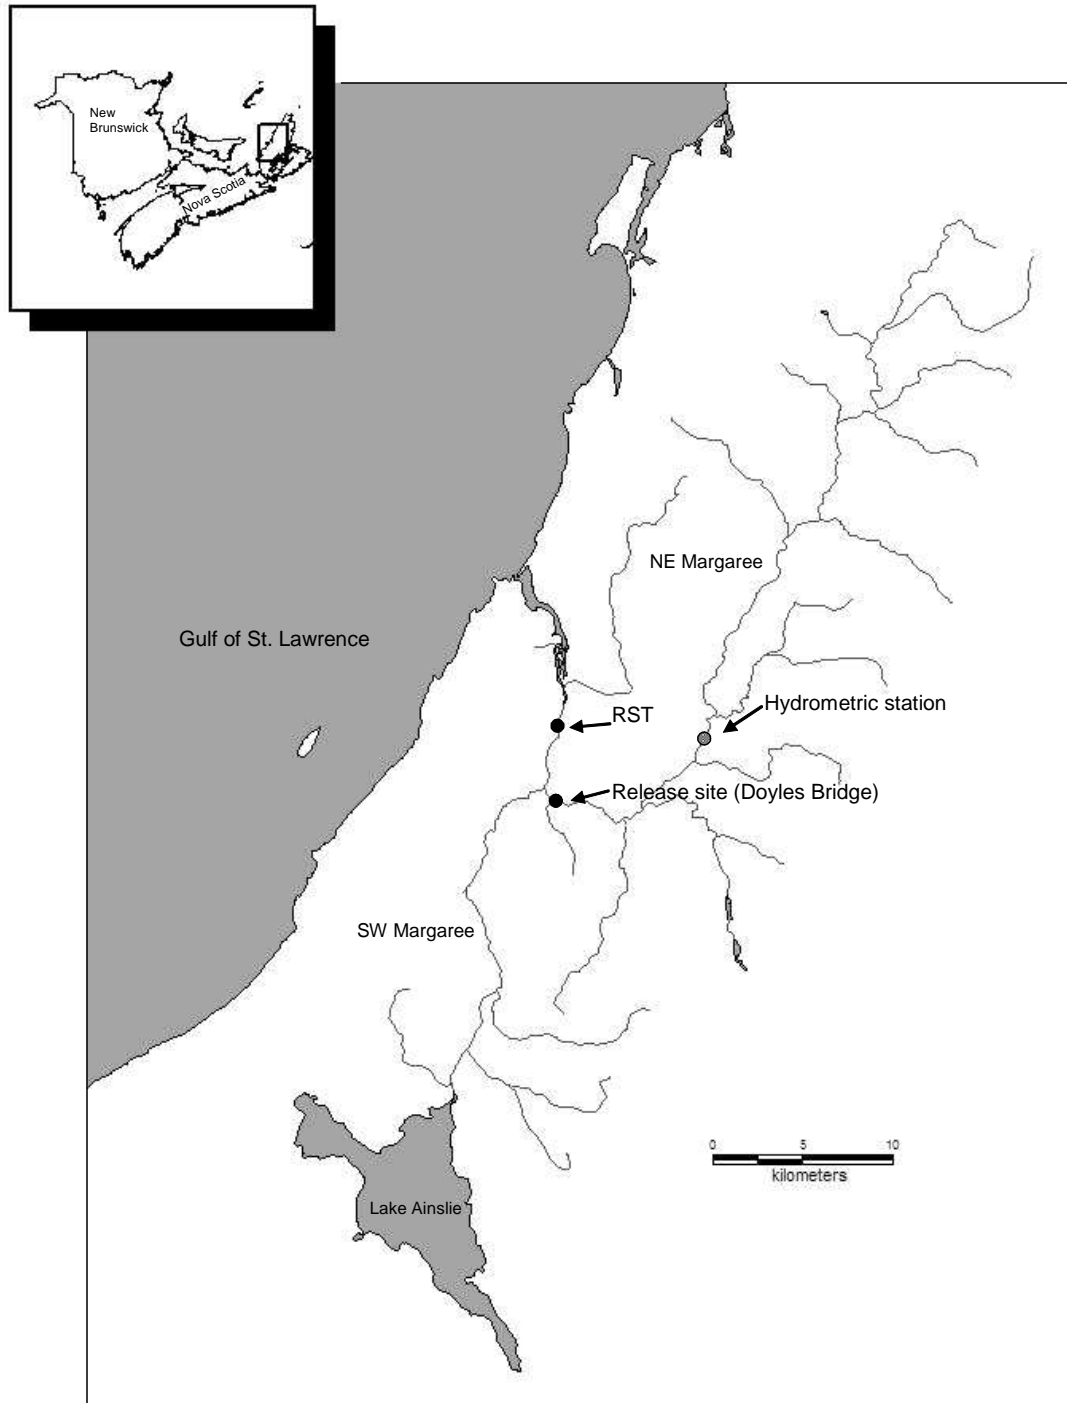 New
Brunswick
Nova Scotia
NE Margaree
Gulf of St. Lawrence
Hydrometric station
RST
Release site (Doyles Bridge)
SW Margaree
0 5 10
kilometers
Lake Ainslie